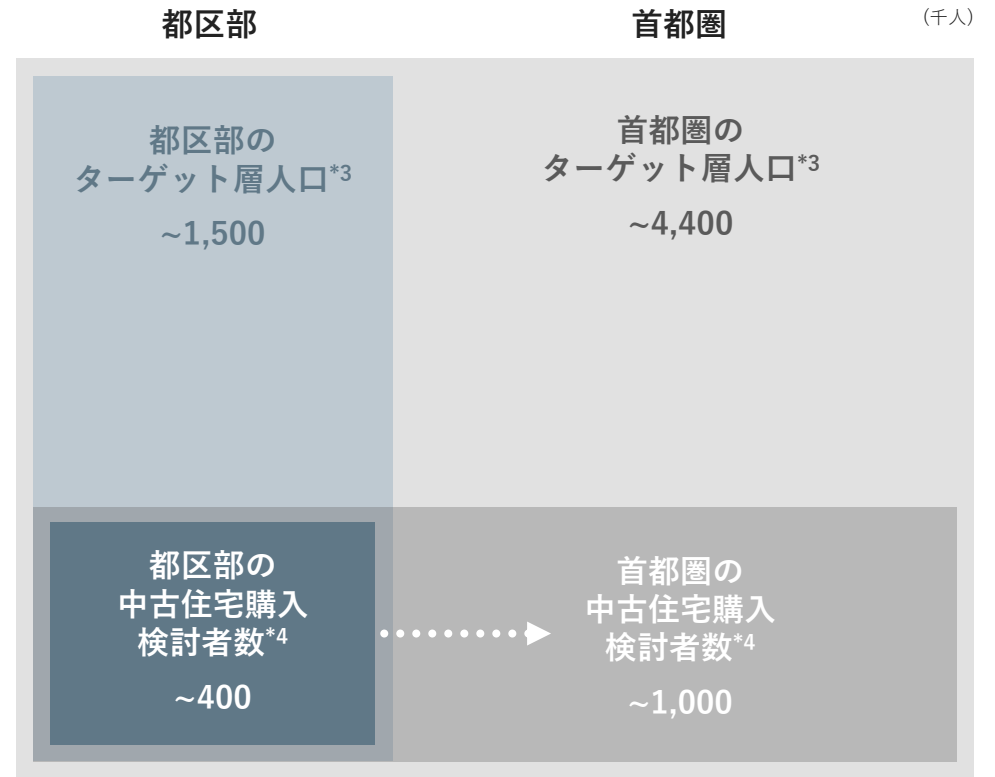 都区部
首都圏
(千人)
都区部の
ターゲット層人口*3
~1,500
首都圏の
ターゲット層人口*3
~4,400
都区部の
中古住宅購入
検討者数*4
~400
首都圏の
中古住宅購入
検討者数*4
~1,000